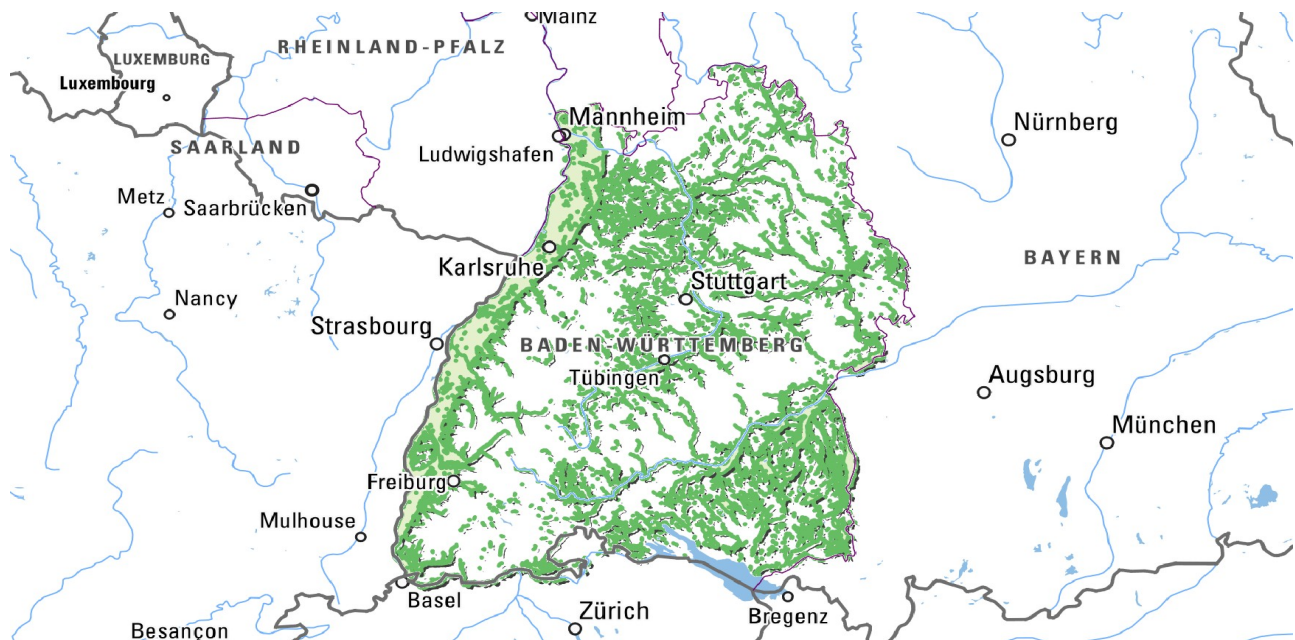 Mainz
RHEINLAND-PFALZ
LUXEMBURG
Luxembourg
Mannheim
Nürnberg
SAARLAND
Ludwigshafen
Metz
Saarbrücken
Karlsruhe
BAYERN
Stuttgart
Nancy
Strasbourg
BADEN-WÜRTTEMBERG
Tübingen
Augsburg
München
Freiburg
Mulhouse
Basel
Zürich
Bregenz
Besançon